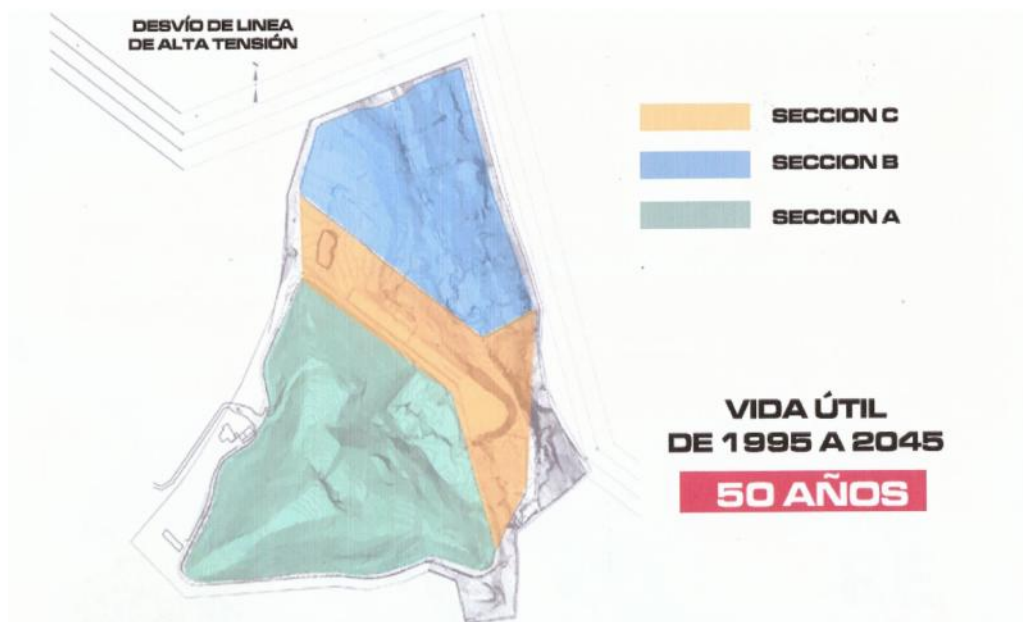 DESVÍO DE LINEA
DE ALTA TENSIÓN
SECCION C
SECCION B
SECCION A
VIDA ÚTIL
DE 1995 A 2045
50 AÑOS